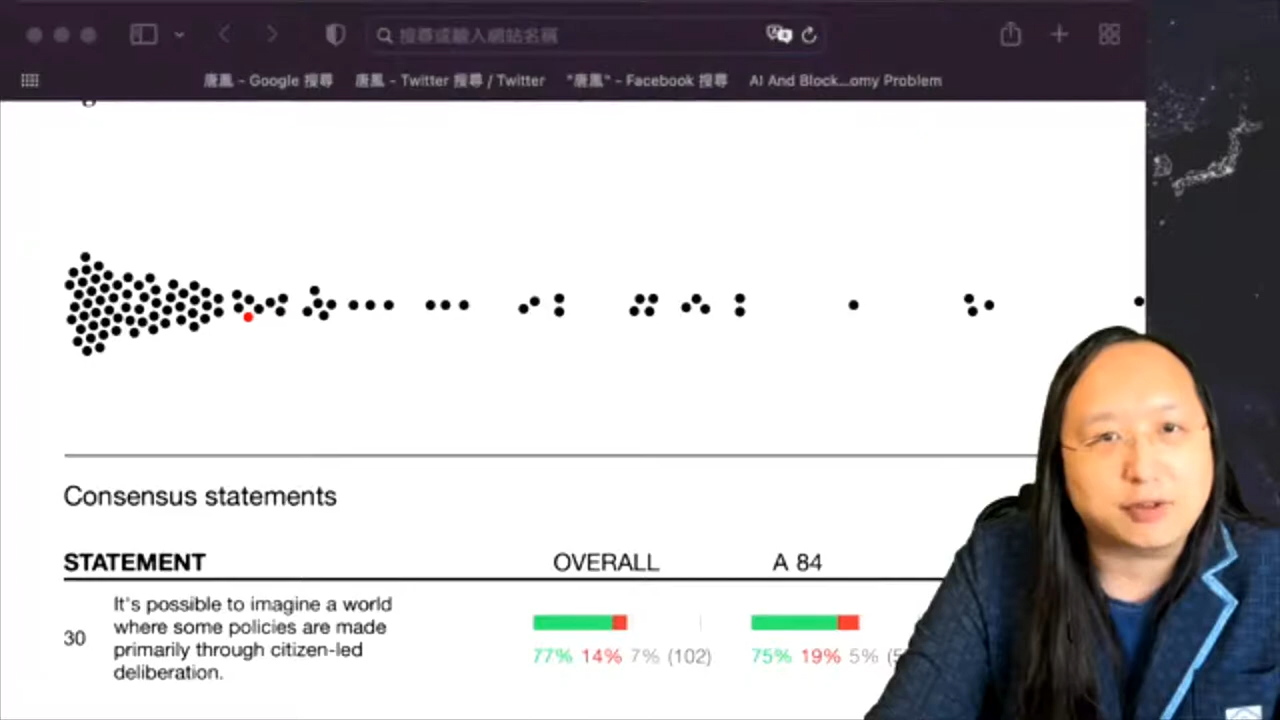 搜尋或輸入網站名稱
唐鳳 - Google 搜尋
唐鳳 - Twitter 搜尋 / Twitter
"唐鳳" - Facebook 搜尋
AI And Block...omy Problem
Consensus statements
STATEMENT
OVERALL
A 84
30
It's possible to imagine a world
where some policies are made
primarily through citizen-led
deliberation.
77% 14% 7% (102)
75% 19% 5% (5